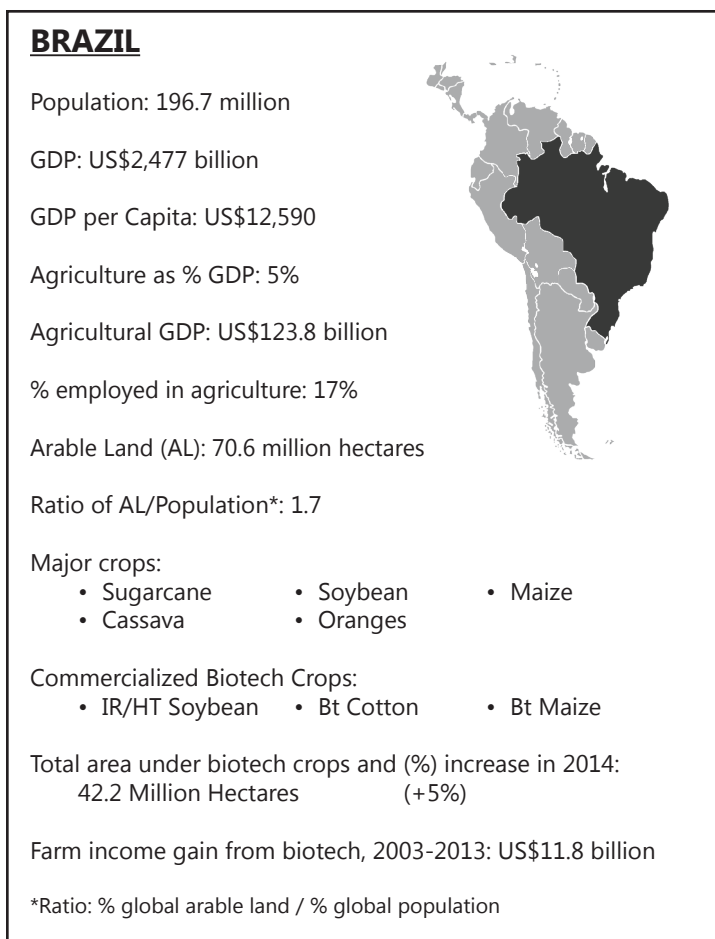 BRAZIL
Population: 196.7 million
GDP: US$2,477 billion
GDP per Capita: US$12,590
Agriculture as % GDP: 5%
Agricultural GDP: US$123.8 billion
% employed in agriculture: 17%
Arable Land (AL): 70.6 million hectares
Ratio of AL/Population*: 1.7
Major crops:
• Sugarcane • Soybean • Maize
• Cassava • Oranges
Commercialized Biotech Crops:
• IR/HT Soybean • Bt Cotton • Bt Maize
Total area under biotech crops and (%) increase in 2014:
42.2 Million Hectares (+5%)
Farm income gain from biotech, 2003-2013: US$11.8 billion
*Ratio: % global arable land / % global population